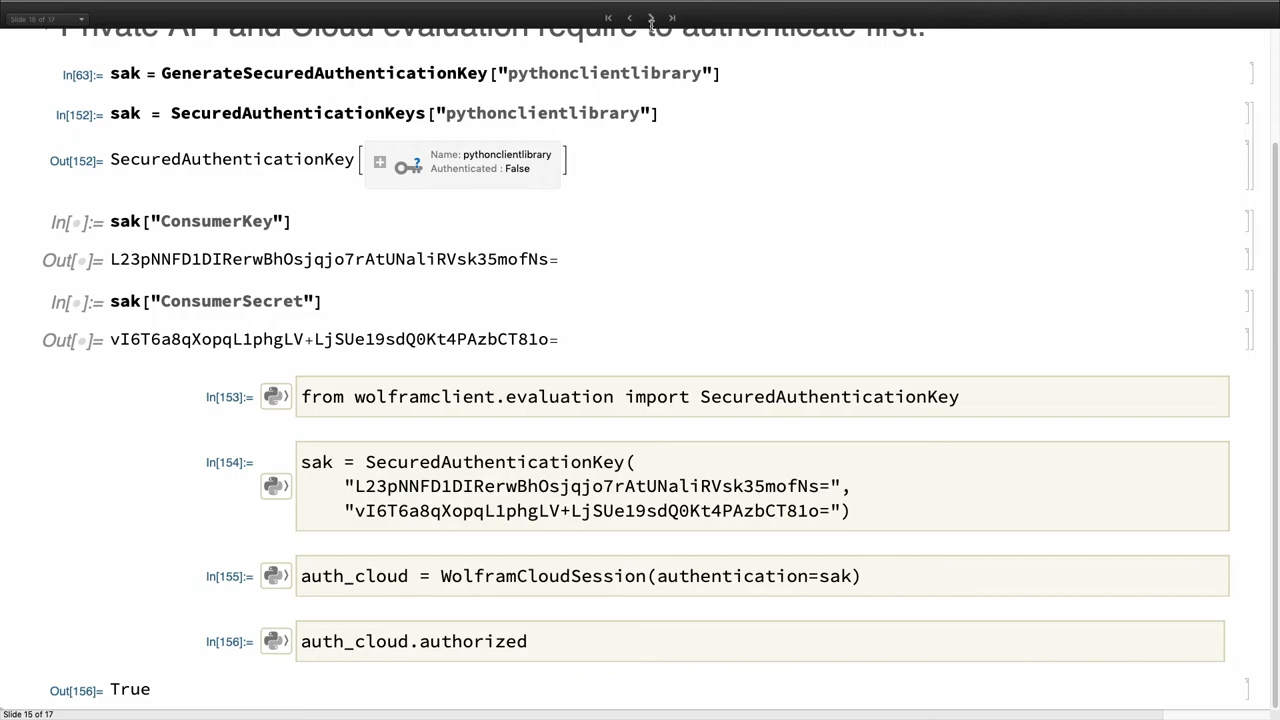 Slide 16 of 17
Private API and Cloud evaluation require to authenticate first:
In[63]:= sak = GenerateSecuredAuthenticationKey["pythonclientlibrary"]
In[152]:= sak = SecuredAuthenticationKeys["pythonclientlibrary"]
Out[152]= SecuredAuthenticationKey[
Name: pythonclientlibrary
Authenticated : False
]
In[•]:= sak["ConsumerKey"]
Out[•]= L23pNNFD1DIRerwBhOsjqjo7rAtUNaliRVsk35mofNs=
In[•]:= sak["ConsumerSecret"]
Out[•]= vI6T6a8qXopqL1phgLV+LjSUe19sdQ0Kt4PAzbCT81o=
In[153]:= from wolframclient.evaluation import SecuredAuthenticationKey
In[154]:= sak = SecuredAuthenticationKey(
"L23pNNFD1DIRerwBhOsjqjo7rAtUNaliRVsk35mofNs=",
"vI6T6a8qXopqL1phgLV+LjSUe19sdQ0Kt4PAzbCT81o=")
In[155]:= auth_cloud = WolframCloudSession(authentication=sak)
In[156]:= auth_cloud.authorized
Out[156]= True
Slide 15 of 17